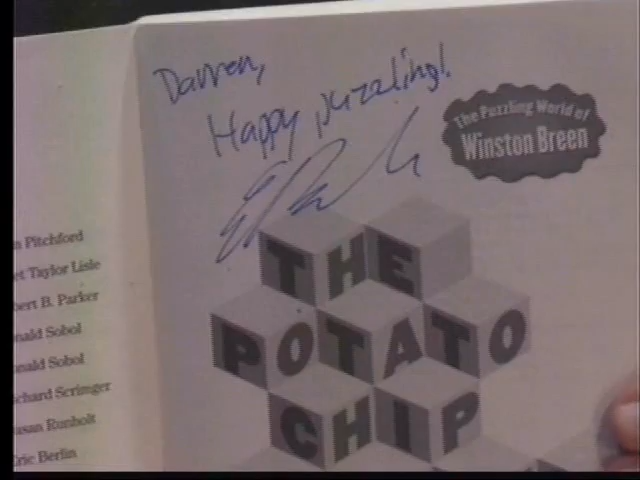 Darren,
Happy puzzling!
The Puzzling World of
Winston Breen
THE
POTATO
CHIP
Pitchford
Taylor Lisle
B. Parker
Sobol
Sobol
Scrimger
Runholt
Berlin